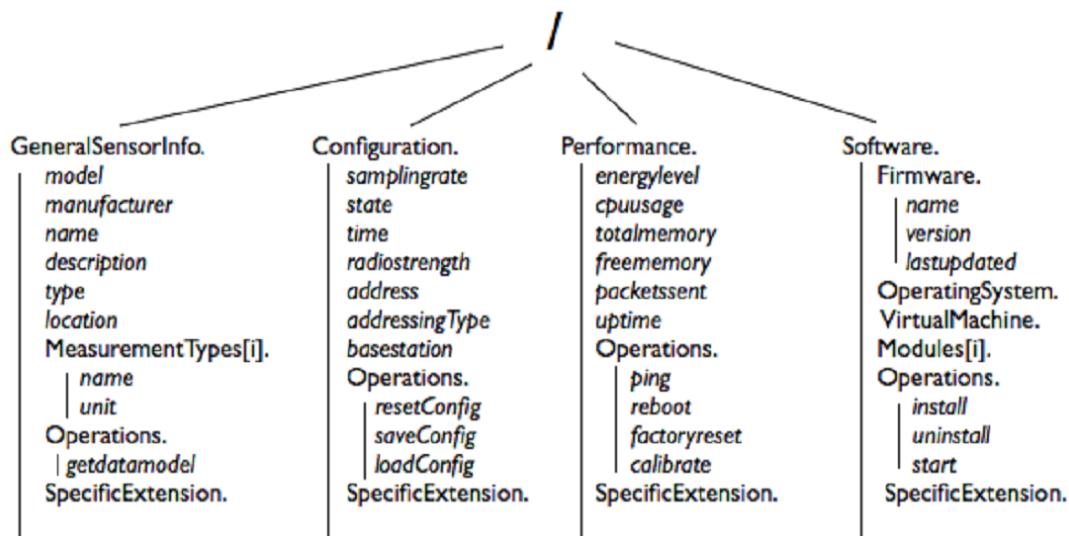 /
GeneralSensorInfo.
model
manufacturer
name
description
type
location
MeasurementTypes[i].
name
unit
Operations.
getdatamodel
SpecificExtension.
Configuration.
samplingrate
state
time
radiostrength
address
addressingType
basestation
Operations.
resetConfig
saveConfig
loadConfig
SpecificExtension.
Performance.
energylevel
cpuusage
totalmemory
freememory
packetssent
uptime
Operations.
ping
reboot
factoryreset
calibrate
SpecificExtension.
Software.
Firmware.
name
version
lastupdated
OperatingSystem.
VirtualMachine.
Modules[i].
Operations.
install
uninstall
start
SpecificExtension.